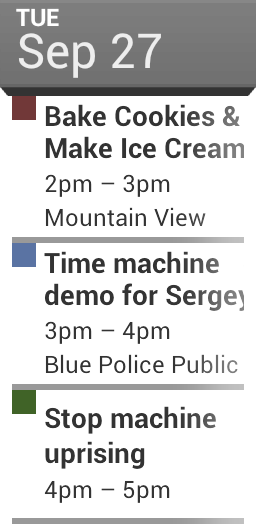 TUE
Sep 27
Bake Cookies &
Make Ice Cream
2pm – 3pm
Mountain View
Time machine
demo for Sergey
3pm – 4pm
Blue Police Public
Stop machine
uprising
4pm – 5pm